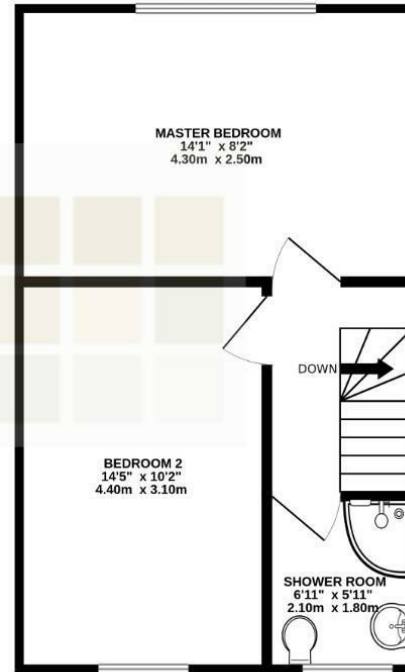 MASTER BEDROOM
14'1" x 8'2"
4.30m x 2.50m
DOWN
BEDROOM 2
14'5" x 10'2"
4.40m x 3.10m
SHOWER ROOM
6'11" x 5'11"
2.10m x 1.80m